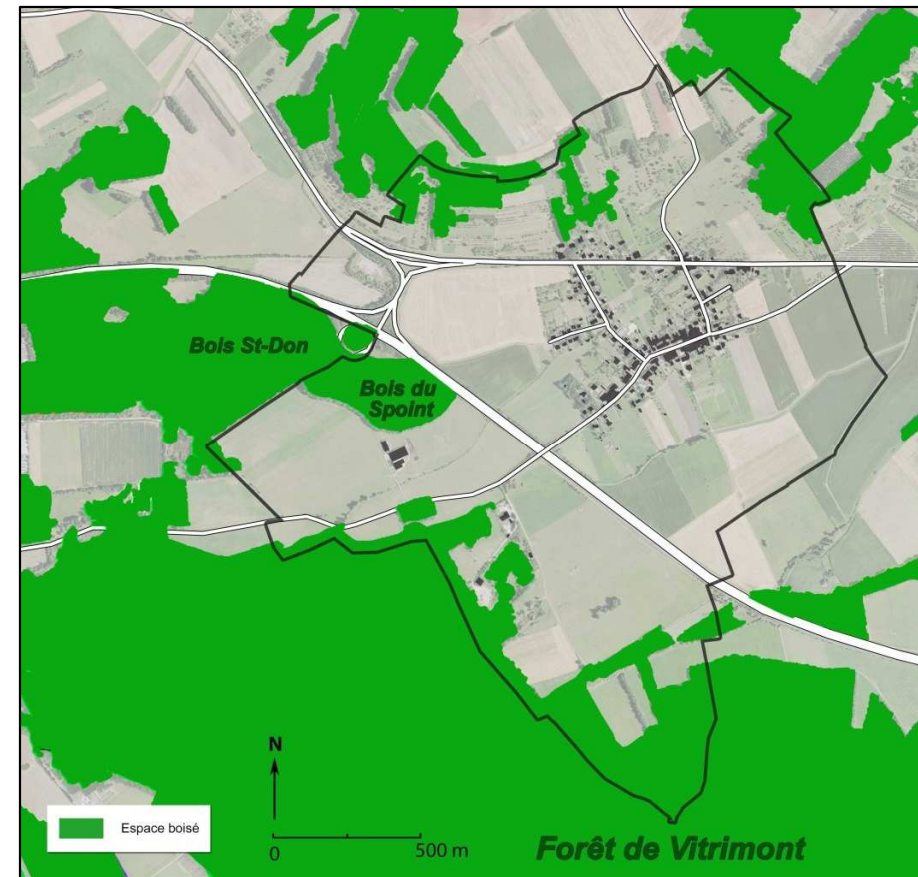 Bois St-Don
Bois du
Spoint
N
0
500 m
Espace boisé
Forêt de Vitrimont